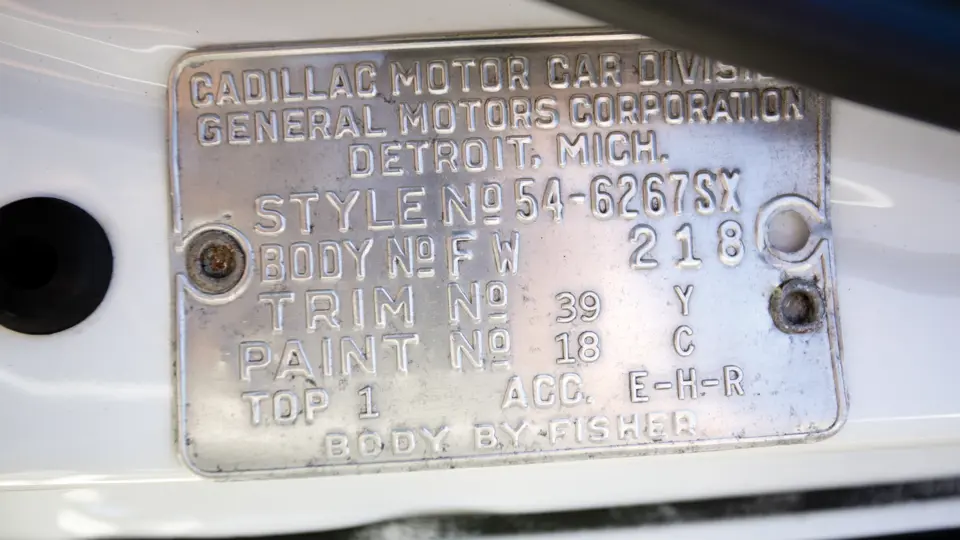 CADILLAC MOTOR CAR
GENERAL MOTORS CORPORATION
DETROIT, MICH.
STYLE Nº 54-6267SX
BODY Nº F W 218
TRIM Nº 39 Y
PAINT Nº 18 C
TOP 1 ACC. E-H-R
BODY BY FISHER